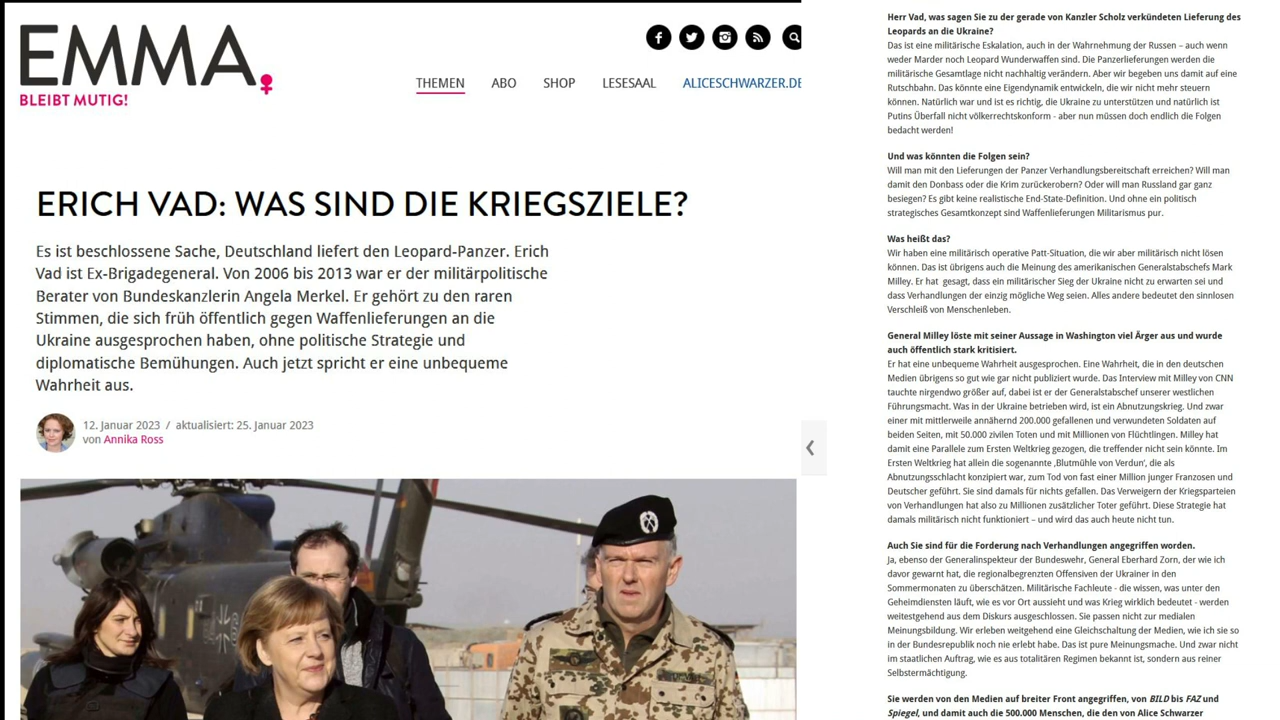 EMMA
BLEIBT MUTIG!
THEMEN ABO SHOP LESESAAL ALICESCHWARZER.DE
ERICH VAD: WAS SIND DIE KRIEGSZIELE?
Es ist beschlossene Sache, Deutschland liefert den Leopard-Panzer. Erich
Vad ist Ex-Brigadegeneral. Von 2006 bis 2013 war er der militärpolitische
Berater von Bundeskanzlerin Angela Merkel. Er gehört zu den raren
Stimmen, die sich früh öffentlich gegen Waffenlieferungen an die
Ukraine ausgesprochen haben, ohne politische Strategie und
diplomatische Bemühungen. Auch jetzt spricht er eine unbequeme
Wahrheit aus.
12. Januar 2023 / aktualisiert: 25. Januar 2023
von Annika Ross
Herr Vad, was sagen Sie zu der gerade von Kanzler Scholz verkündeten Lieferung des
Leopards an die Ukraine?
Das ist eine militärische Eskalation, auch in der Wahrnehmung der Russen – auch wenn
weder Marder noch Leopard Wunderwaffen sind. Die Panzerlieferungen werden die
militärische Gesamtlage nicht nachhaltig verändern. Aber wir begeben uns damit auf eine
Rutschbahn. Das könnte eine Eigendynamik entwickeln, die wir nicht mehr steuern
können. Natürlich war und ist es richtig, die Ukraine zu unterstützen und natürlich ist
Putins Überfall nicht völkerrechtskonform - aber nun müssen doch endlich die Folgen
bedacht werden!
Und was könnten die Folgen sein?
Will man mit den Lieferungen der Panzer Verhandlungsbereitschaft erreichen? Will man
damit den Donbass oder die Krim zurückerobern? Oder will man Russland gar ganz
besiegen? Es gibt keine realistische End-State-Definition. Und ohne ein politisch
strategisches Gesamtkonzept sind Waffenlieferungen Militarismus pur.
Was heißt das?
Wir haben eine militärisch operative Patt-Situation, die wir aber militärisch nicht lösen
können. Das ist übrigens auch die Meinung des amerikanischen Generalstabschefs Mark
Milley. Er hat gesagt, dass ein militärischer Sieg der Ukraine nicht zu erwarten sei und
dass Verhandlungen der einzig mögliche Weg seien. Alles andere bedeutet den sinnlosen
Verschleiß von Menschenleben.
General Milley löste mit seiner Aussage in Washington viel Ärger aus und wurde
auch öffentlich stark kritisiert.
Er hat eine unbequeme Wahrheit ausgesprochen. Eine Wahrheit, die in den deutschen
Medien übrigens so gut wie gar nicht publiziert wurde. Das Interview mit Milley von CNN
tauchte nirgendwo größer auf, dabei ist er der Generalstabschef unserer westlichen
Führungsmacht. Was in der Ukraine betrieben wird, ist ein Abnutzungskrieg. Und zwar
einer mit mittlerweile annähernd 200.000 gefallenen und verwundeten Soldaten auf
beiden Seiten, mit 50.000 zivilen Toten und mit Millionen von Flüchtlingen. Milley hat
damit eine Parallele zum Ersten Weltkrieg gezogen, die treffender nicht sein könnte. Im
Ersten Weltkrieg hat allein die sogenannte ‚Blutmühle von Verdun‘, die als
Abnutzungsschlacht konzipiert war, zum Tod von fast einer Million junger Franzosen und
Deutscher geführt. Sie sind damals für nichts gefallen. Das Verweigern der Kriegsparteien
von Verhandlungen hat also zu Millionen zusätzlicher Toter geführt. Diese Strategie hat
damals militärisch nicht funktioniert – und wird das auch heute nicht tun.
Auch Sie sind für die Forderung nach Verhandlungen angegriffen worden.
Ja, ebenso der Generalinspekteur der Bundeswehr, General Eberhard Zorn, der wie ich
davor gewarnt hat, die regionalbegrenzten Offensiven der Ukrainer in den
Sommermonaten zu überschätzen. Militärische Fachleute - die wissen, was unter den
Geheimdiensten läuft, wie es vor Ort aussieht und was Krieg wirklich bedeutet - werden
weitestgehend aus dem Diskurs ausgeschlossen. Sie passen nicht zur medialen
Meinungsbildung. Wir erleben weitgehend eine Gleichschaltung der Medien, wie ich sie so
in der Bundesrepublik noch nie erlebt habe. Das ist pure Meinungsmache. Und zwar nicht
im staatlichen Auftrag, wie es aus totalitären Regimen bekannt ist, sondern aus reiner
Selbstermächtigung.
Sie werden von den Medien auf breiter Front angegriffen, von BILD bis FAZ und
Spiegel, und damit auch die 500.000 Menschen, die den von Alice Schwarzer